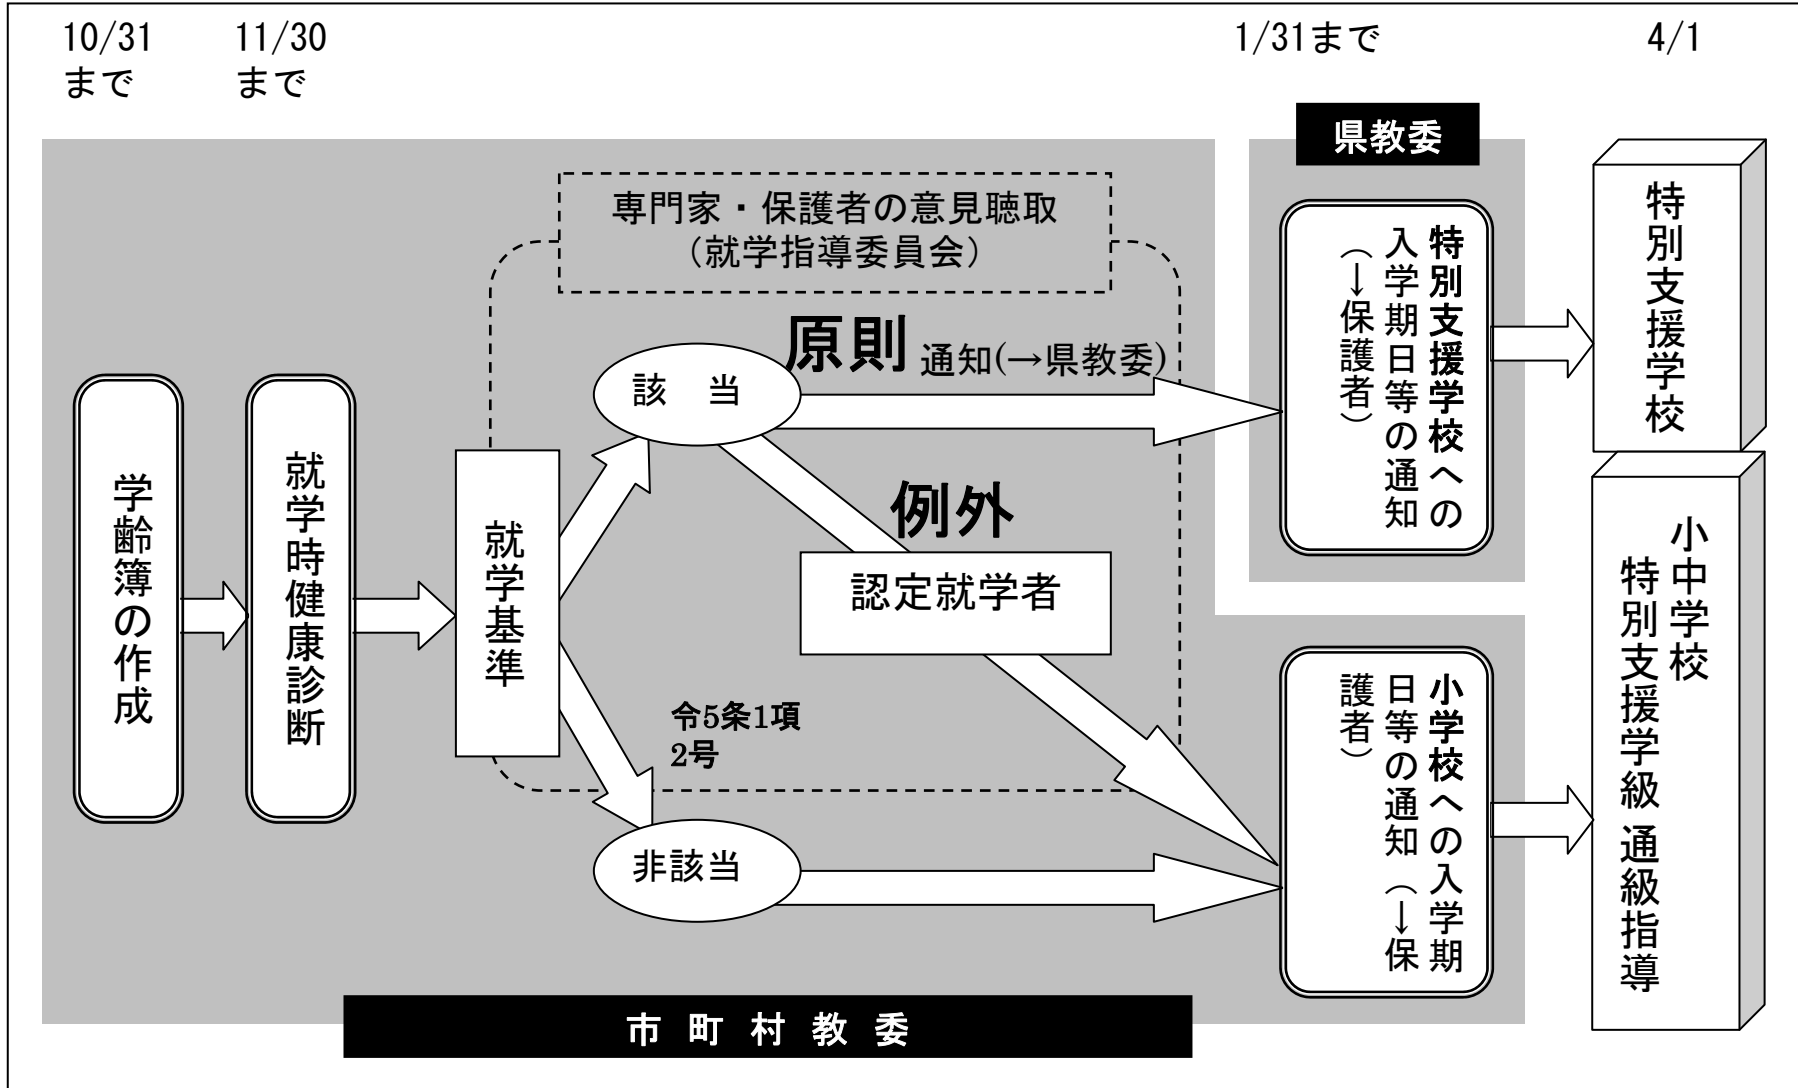 10/31
まで
11/30
まで
1/31まで
4/1
県教委
専門家・保護者の意見聴取
(就学指導委員会)
学齢簿の作成
就学時健康診断
就学基準
該 当
原則
通知(→県教委)
例外
認定就学者
令5条1項
2号
非該当
特別支援学校への
入学期日等の通知
(→保護者)
小学校への入学期
日等の通知 (→保
護者)
特別支援学校
小中学校
特別支援学級 通級指導
市 町 村 教 委